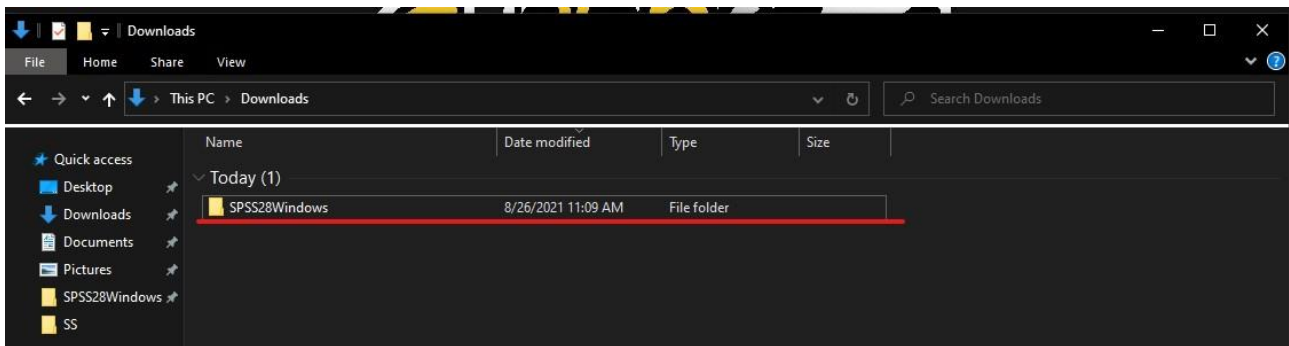 Downloads
File Home Share View
This PC > Downloads
Search Downloads
Name Date modified Type Size
Quick access
Today (1)
Desktop
SPSS28Windows 8/26/2021 11:09 AM File folder
Downloads
Documents
Pictures
SPSS28Windows
SS